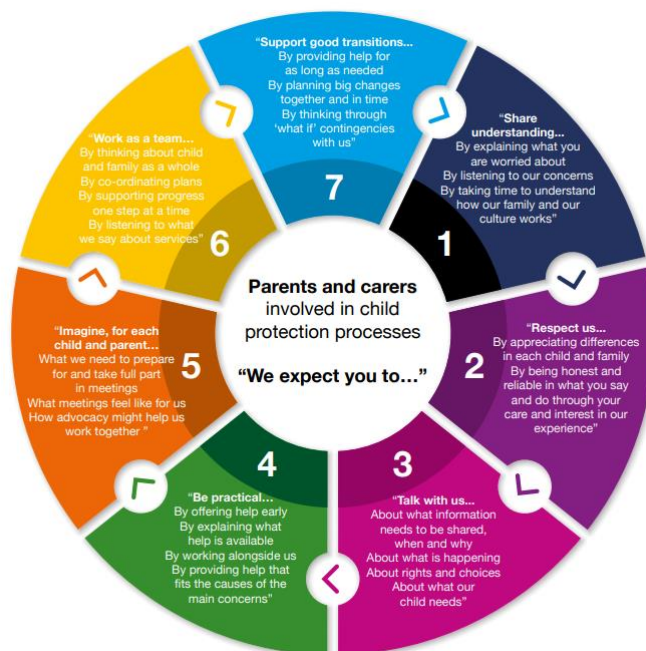 Parents and carers
involved in child
protection processes
“We expect you to…”
1
“Share
understanding...
By explaining what you
are worried about
By listening to our concerns
By taking time to understand
how our family and our
culture works”
2
“Respect us...
By appreciating differences
in each child and family
By being honest and
reliable in what you say
and do through your
care and interest in our
experience”
3
“Talk with us...
About what information
needs to be shared,
when and why
About what is happening
About rights and choices
About what our
child needs”
4
“Be practical…
By offering help early
By explaining what
help is available
By working alongside us
By providing help that
fits the causes of the
main concerns”
5
“Imagine, for each
child and parent…
What we need to prepare
for and take full part
in meetings
What meetings feel like for us
How advocacy might help us
work together ”
6
“Work as a team…
By thinking about child
and family as a whole
By co-ordinating plans
By supporting progress
one step at a time
By listening to what
we say about services”
7
“Support good transitions...
By providing help for
as long as needed
By planning big changes
together and in time
By thinking through
‘what if’ contingencies
with us”